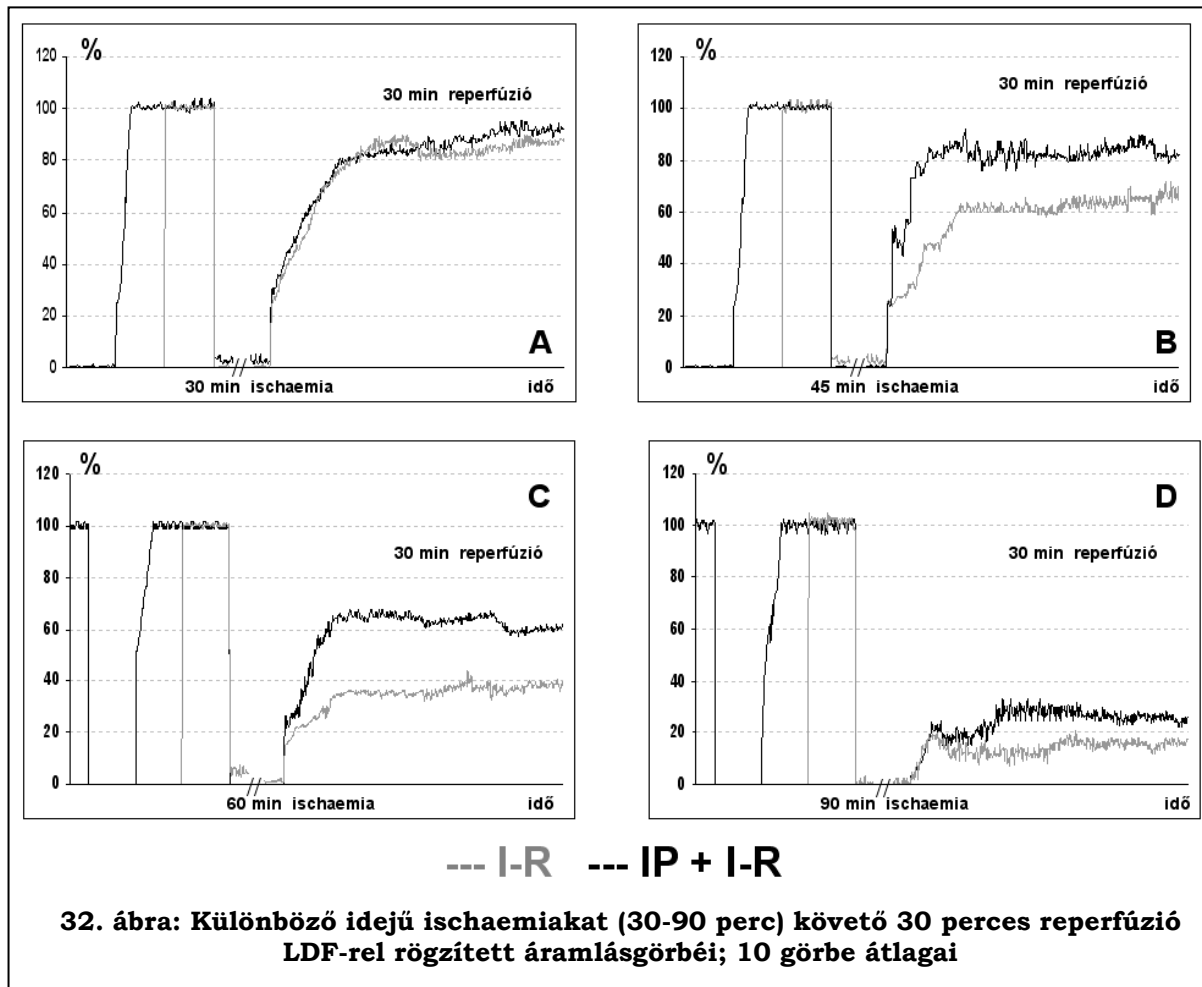 %
120
100
80
60
40
20
0
30 min reperfúzió
A
30 min ischaemia
idő
%
120
100
80
60
40
20
0
30 min reperfúzió
B
45 min ischaemia
idő
%
120
100
80
60
40
20
0
C
30 min reperfúzió
60 min ischaemia
idő
%
120
100
80
60
40
20
0
D
30 min reperfúzió
90 min ischaemia
idő
--- I-R --- IP + I-R
32. ábra: Különböző idejű ischaemiakat (30-90 perc) követő 30 perces reperfúzió
LDF-rel rögzített áramlásgörbéi; 10 görbe átlagai